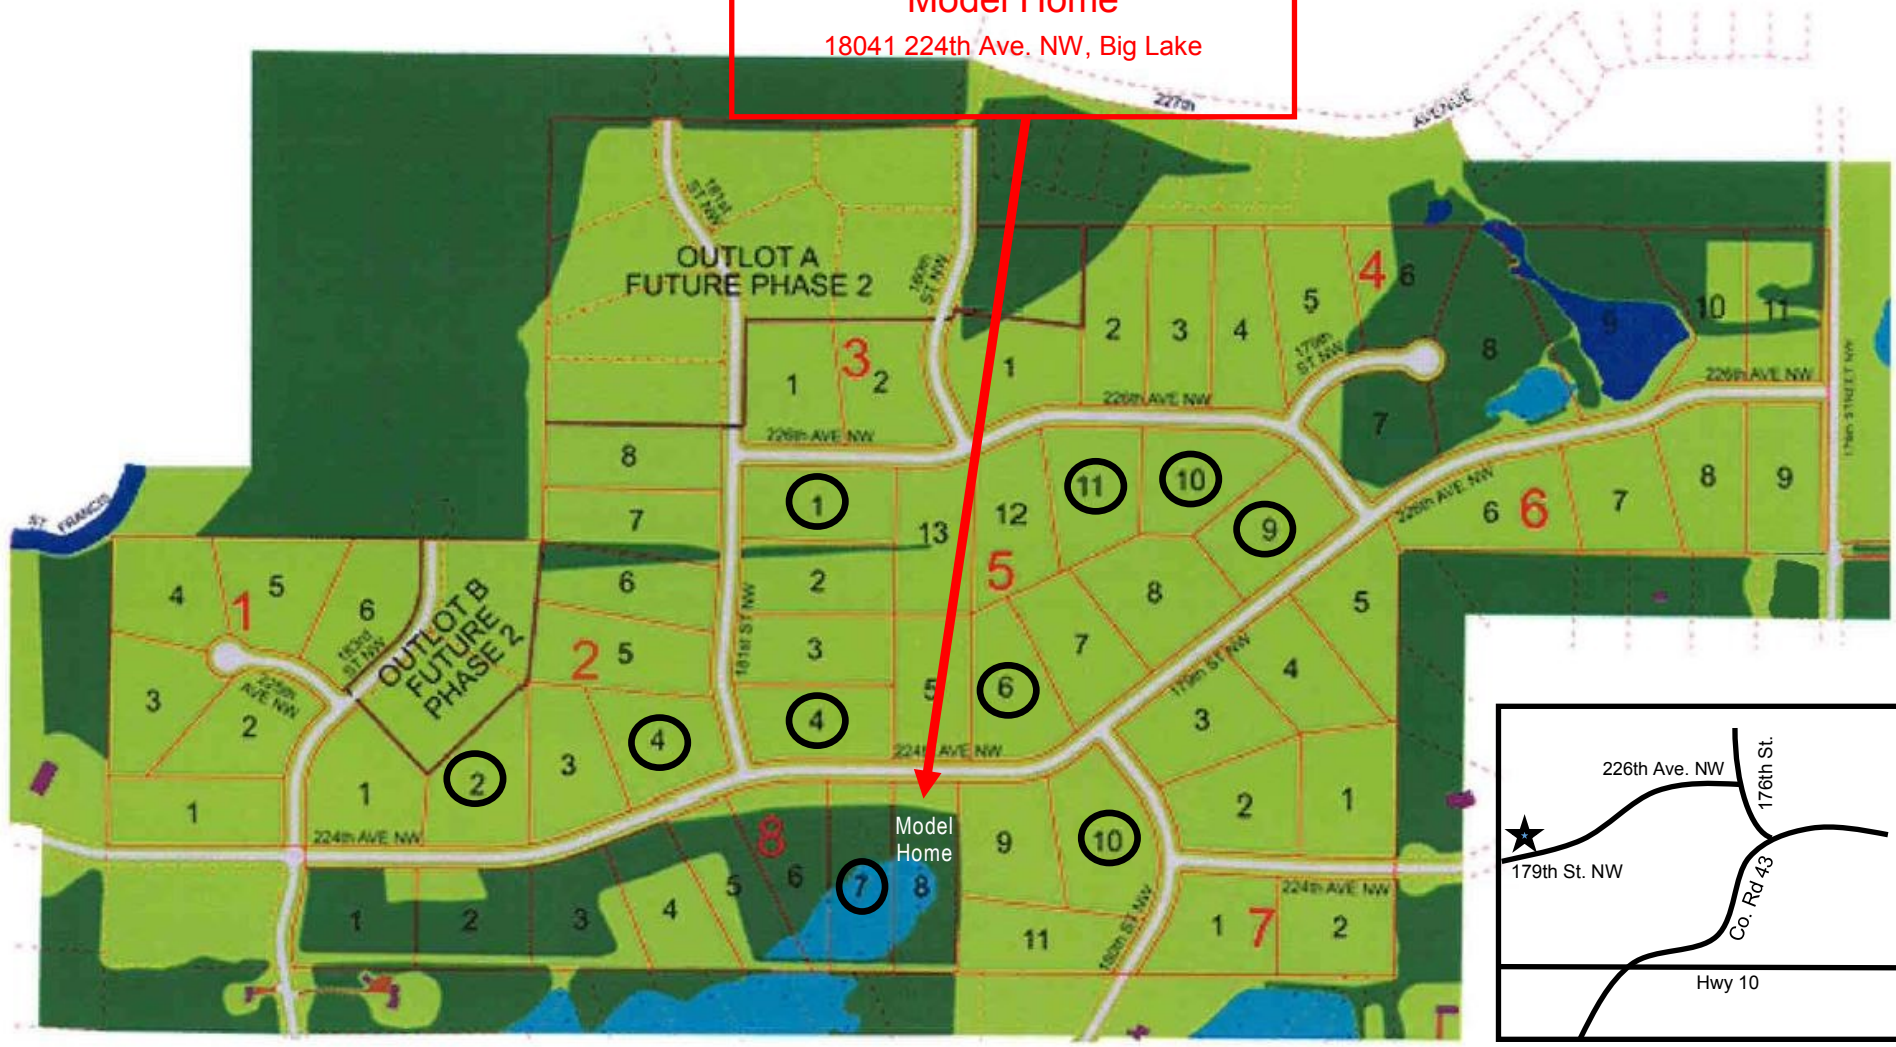 Model Home
18041 224th Ave. NW, Big Lake
227th
AVENUE
181st
ST NW
OUTLOT A
FUTURE PHASE 2
180th
ST NW
4
6
5
2
3
4
8
9
10
11
179th
ST NW
3
1
2
1
7
226th AVE NW
226th AVE NW
226th AVE NW
176th STREET NW
8
1
11
10
9
226th AVE NW
6
6
7
8
9
ST FRANCIS
7
13
12
5
4
5
6
1
6
2
8
5
183rd
ST NW
OUTLOT B
FUTURE
PHASE 2
2
5
181st ST NW
3
7
179th ST NW
4
3
2
225th
AVE NW
2
3
4
4
5
6
3
224th AVE NW
1
1
224th AVE NW
8
Model
Home
9
10
2
1
1
2
3
4
5
6
7
8
11
180th ST NW
224th AVE NW
1
7
2
226th Ave. NW
176th St.
179th St. NW
Co. Rd 43
Hwy 10